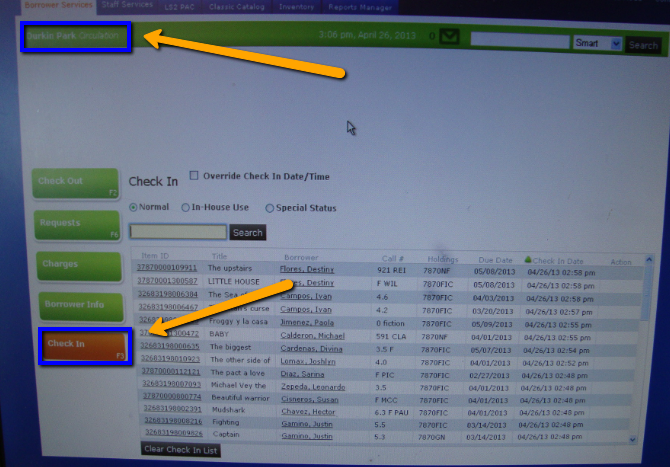 Borrower Services Staff Services LS2 PAC Classic Catalog Inventory Reports Manager
Durkin Park Circulation 3:06 pm, April 26, 2013 0 Smart Search
Check Out F2
Check In Override Check In Date/Time
Normal In-House Use Special Status
Requests F6
Search
Charges
Borrower Info
Check In F3
Item ID Title Borrower Call # Holdings Due Date Check In Date Action
37870000109911 The upstairs Flores, Destinx 921 REI 7870NF 05/08/2013 04/26/13 02:58 pm
37870001300587 LITTLE HOUSE Flores, Destinx F WIL 7870FIC 05/08/2013 04/26/13 02:58 pm
32683198006304 The Sea of Campos, Ivan 4.6 7870FIC 04/03/2013 04/26/13 02:58 pm
32683198006467 curse Campos, Ivan 4.2 7870FIC 03/20/2013 04/26/13 02:57 pm
Froggy y la casa Jimenez, Paola 0 fiction 7870FIC 05/09/2013 04/26/13 02:55 pm
BABY Calderon, Michael 591 CLA 7870NF 04/01/2013 04/26/13 02:55 pm
32683198000635 The biggest Cardenas, Divina 3.5 F 7870FIC 05/07/2013 04/26/13 02:54 pm
32683198010923 The other side of Lomax, Joshlyn 4.0 7870FIC 02/27/2013 04/26/13 02:48 pm
37870000112121 The pact a love Diaz, Sarina F PIC 7870FIC 04/01/2013 04/26/13 02:48 pm
32683198007093 Michael Vey the Zepeda, Leonardo 3.5 7870FIC 04/01/2013 04/26/13 02:48 pm
32683198000774 Beautiful warrior Cisneros, Susan F MCC 7870FIC 04/01/2013 04/26/13 02:48 pm
32683198002391 Mudshark Chavez, Hector 6.3 F PAU 7870FIC 04/01/2013 04/26/13 02:48 pm
32683198008216 Fighting Gamino, Justin 5.5 7870FIC 03/14/2013 04/26/13 02:48 pm
32683198009826 Captain Gamino, Justin 5.3 7870GN 03/14/2013 04/26/13 02:48 pm
Clear Check In List